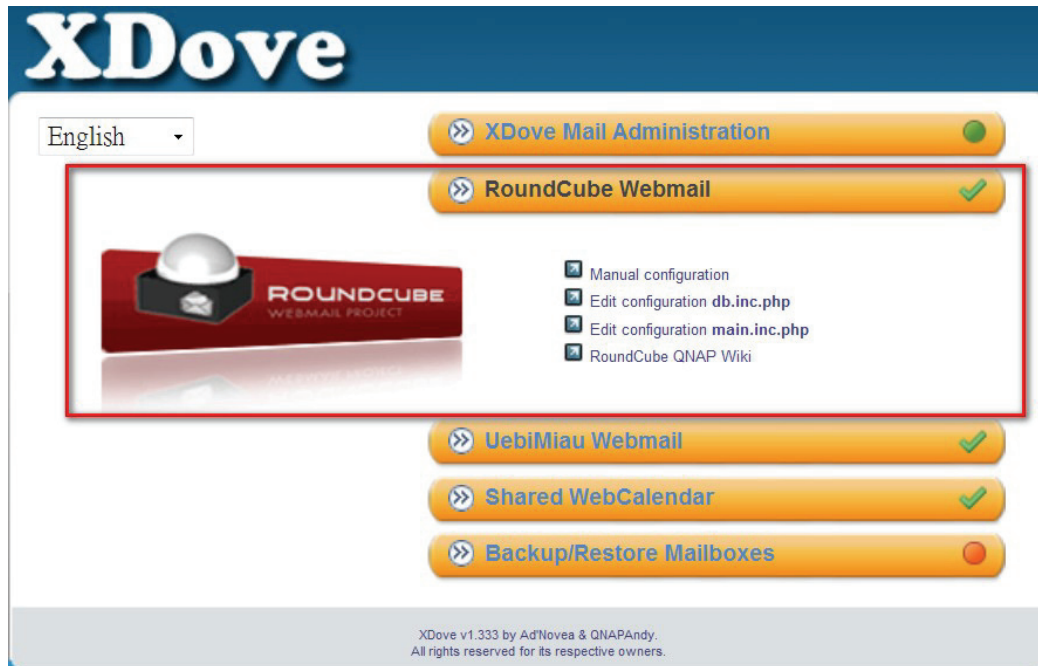 XDove
English
XDove Mail Administration
RoundCube Webmail
ROUNDCUBE
WEBMAIL PROJECT
Manual configuration
Edit configuration db.inc.php
Edit configuration main.inc.php
RoundCube QNAP Wiki
UebiMiau Webmail
Shared WebCalendar
Backup/Restore Mailboxes
XDove v1.333 by Ad'Novea & QNAPAndy.
All rights reserved for its respective owners.